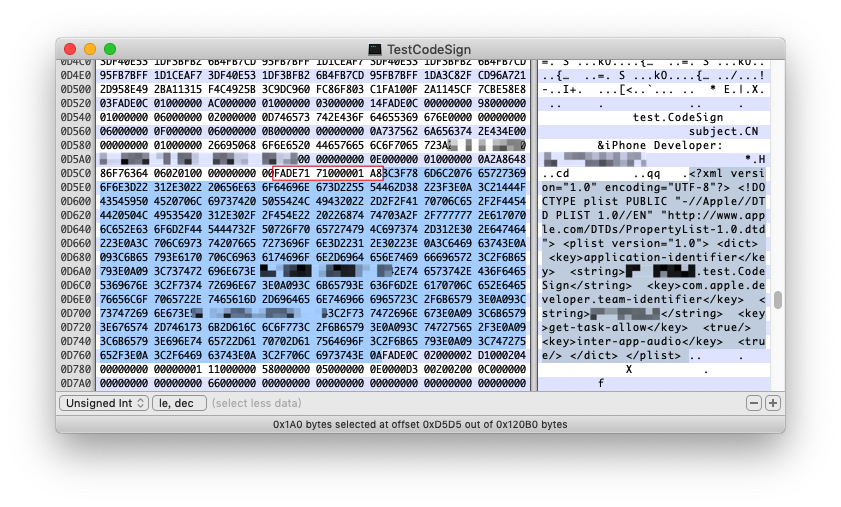 TestCodeSign
0D4E0 95FB7BFF 1D1CEAF7 3DF40E53 1DF3BFB2 6B4FB7CD 95FB7BFF 1DA3C82F CD96A721 ..{… ..=. S ...kO....{… ../...!
0D500 2D958E49 2BA11315 F4C4925B 3C9DC960 FC86F803 C1FA100F 2A1145CF 7CBE58E8 -..I+. ...[<..`... .. * E.|.X.
0D520 03FADE0C 01000000 AC000000 01000000 03000000 14FADE0C 00000000 98000000 .. . .. .
0D540 01000000 06000000 02000000 0D746573 742E436F 64655369 676E0000 00000000 test.CodeSign
0D560 06000000 0F000000 06000000 0B000000 00000000 0A737562 6A656374 2E434E00 subject.CN
0D580 00000000 01000000 26695068 6F6E6520 44657665 6C6F7065 723A &iPhone Developer:
0D5A0 00 00000000 0E000000 01000000 0A2A8648 *.H
0D5C0 86F76364 06020100 00000000 00FADE71 71000001 A83C3F78 6D6C2076 65727369 ..cd ..qq .<?xml versi
0D5E0 6F6E3D22 312E3022 20656E63 6F64696E 673D2255 54462D38 223F3E0A 3C21444F on="1.0" encoding="UTF-8"?> <!DO
0D600 43545950 4520706C 69737420 5055424C 49432022 2D2F2F41 70706C65 2F2F4454 CTYPE plist PUBLIC "-//Apple//DT
0D620 4420504C 49535420 312E302F 2F454E22 20226874 74703A2F 2F777777 2E617070 D PLIST 1.0//EN" "http://www.app
0D640 6C652E63 6F6D2F44 5444732F 50726F70 65727479 4C697374 2D312E30 2E647464 le.com/DTDs/PropertyList-1.0.dtd
0D660 223E0A3C 706C6973 74207665 7273696F 6E3D2231 2E30223E 0A3C6469 63743E0A "> <plist version="1.0"> <dict>
0D680 093C6B65 793E6170 706C6963 6174696F 6E2D6964 656E7469 66696572 3C2F6B65 <key>application-identifier</ke
0D6A0 793E0A09 3C737472 696E673E 2E74 6573742E 436F6465 y> <string> .test.Code
0D6C0 5369676E 3C2F7374 72696E67 3E0A093C 6B65793E 636F6D2E 6170706C 652E6465 Sign</string> <key>com.apple.de
0D6E0 76656C6F 7065722E 7465616D 2D696465 6E746966 6965723C 2F6B6579 3E0A093C veloper.team-identifier</key> <
0D700 73747269 6E673E 3C2F73 7472696E 673E0A09 3C6B6579 string> </string> <key
0D720 3E676574 2D746173 6B2D616C 6C6F773C 2F6B6579 3E0A093C 74727565 2F3E0A09 >get-task-allow</key> <true/>
0D740 3C6B6579 3E696E74 65722D61 70702D61 7564696F 3C2F6B65 793E0A09 3C747275 <key>inter-app-audio</key> <tru
0D760 652F3E0A 3C2F6469 63743E0A 3C2F706C 6973743E 0AFADE0C 02000002 D1000204 e/> </dict> </plist>.. .
0D780 00000000 00000001 11000000 58000000 05000000 0E0000D3 00200200 0C000000 X .
0D7A0 00000000 00000000 66000000 00000000 00000000 00000000 00000000 00000000 f
Unsigned Int le, dec (select less data)
0x1A0 bytes selected at offset 0xD5D5 out of 0x120B0 bytes